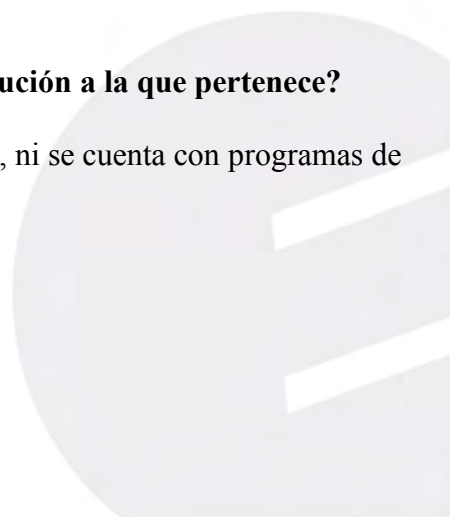 ución a la que pertenece?
, ni se cuenta con programas de